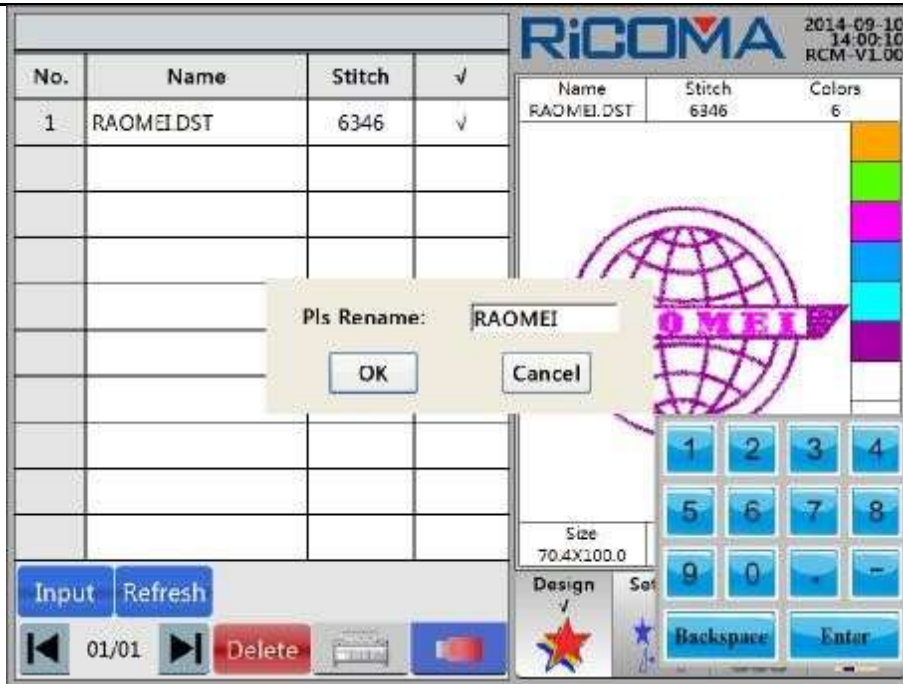 RiCOMA
2014-09-10
14:00:10
RCM-V1.00
No. Name Stitch √
1 RAOMEI.DST 6346 √
Name Stitch Colors
RAOMEI.DST 6346 6
OMEI
Pls Rename: RAOMEI
OK Cancel
1 2 3 4
5 6 7 8
9 0 . -
Backspace Enter
Size
70.4X100.0
Design Set
√
Input Refresh
01/01 Delete